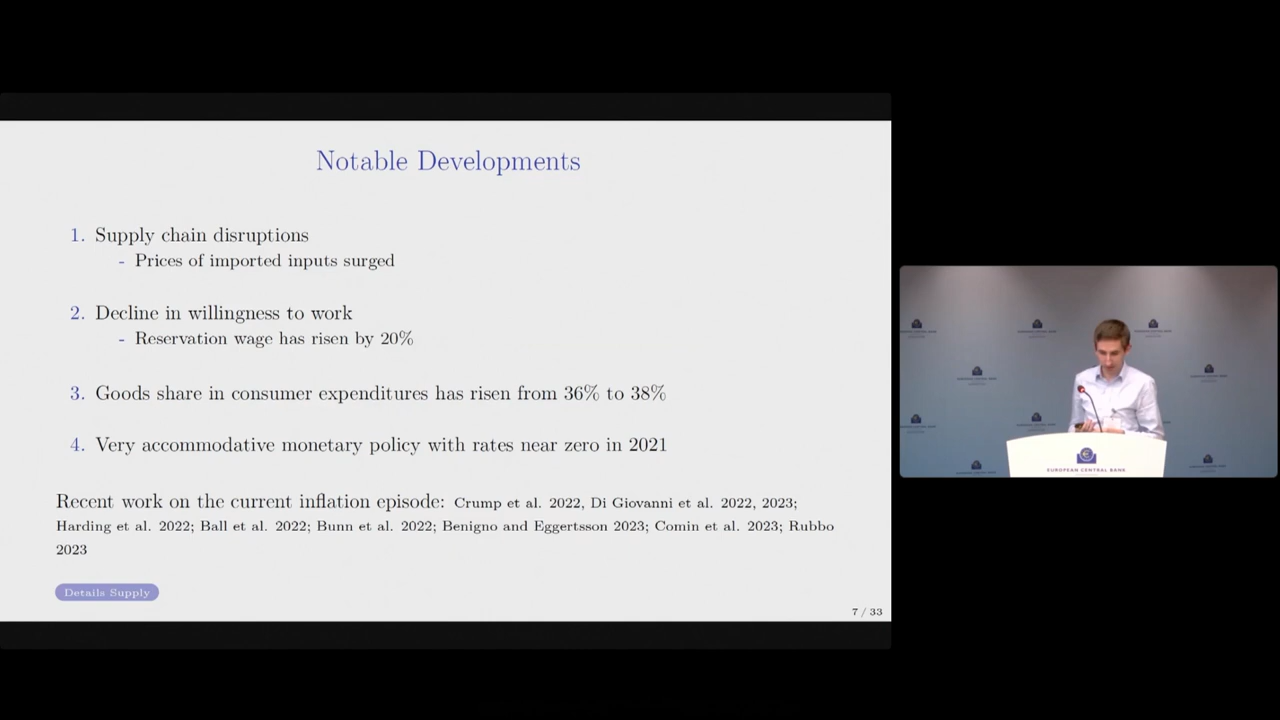 Notable Developments
1. Supply chain disruptions
- Prices of imported inputs surged
2. Decline in willingness to work
- Reservation wage has risen by 20%
3. Goods share in consumer expenditures has risen from 36% to 38%
4. Very accommodative monetary policy with rates near zero in 2021
Recent work on the current inflation episode: Crump et al. 2022, Di Giovanni et al. 2022, 2023;
Harding et al. 2022; Ball et al. 2022; Bunn et al. 2022; Benigno and Eggertsson 2023; Comin et al. 2023; Rubbo
2023
Details Supply
7 / 33
EUROPEAN CENTRAL BANK